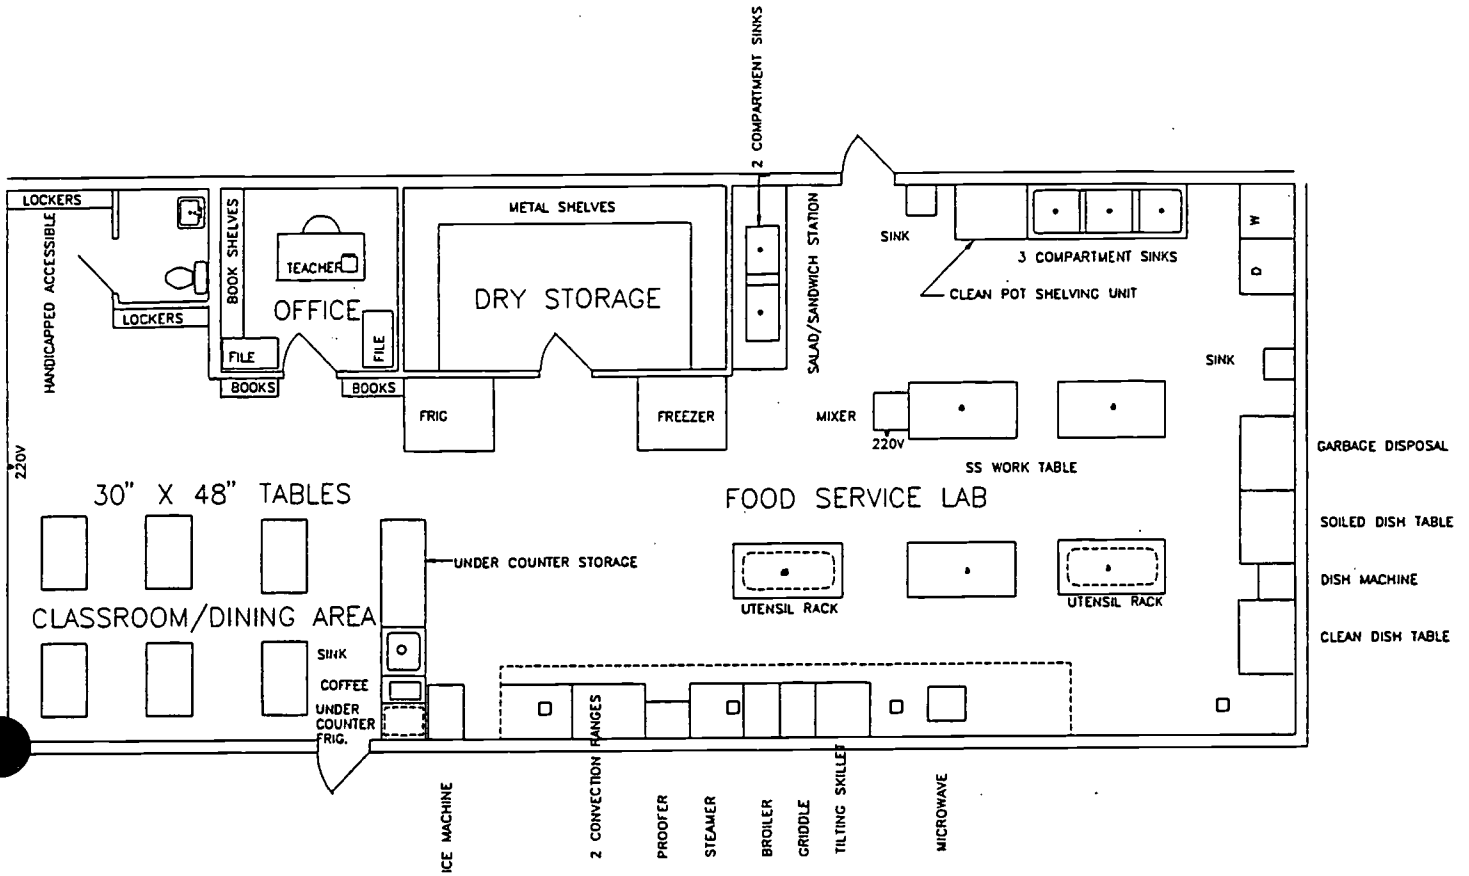 2 COMPARTMENT SINKS
LOCKERS
HANDICAPPED ACCESSIBLE
LOCKERS
BOOK SHELVES
TEACHER
OFFICE
FILE
FILE
BOOKS
BOOKS
METAL SHELVES
DRY STORAGE
FRIG
FREEZER
SALAD/SANDWICH STATION
SINK
3 COMPARTMENT SINKS
CLEAN POT SHELVING UNIT
W
D
SINK
MIXER
220V
SS WORK TABLE
GARBAGE DISPOSAL
220V
30" X 48" TABLES
FOOD SERVICE LAB
SOILED DISH TABLE
UNDER COUNTER STORAGE
DISH MACHINE
UTENSIL RACK
UTENSIL RACK
CLASSROOM/DINING AREA
CLEAN DISH TABLE
SINK
COFFEE
UNDER
COUNTER
FRIG.
ICE MACHINE
2 CONVECTION RANGES
PROOFER
STEAMER
BROILER
GRIDDLE
TILTING SKILLET
MICROWAVE